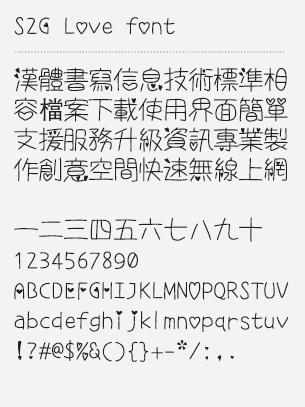 S2G Love font
漢體書寫信息技術標準相
容檔案下載使用界面簡單
支援服務升級資訊專業製
作創意空間快速無線上網
一二三四五六七八九十
1234567890
ABCDEFGHIJKLMNOPQRSTUV
abcdefghijklmnopqrstuv
!?#@$%&(){}+-*/:,.